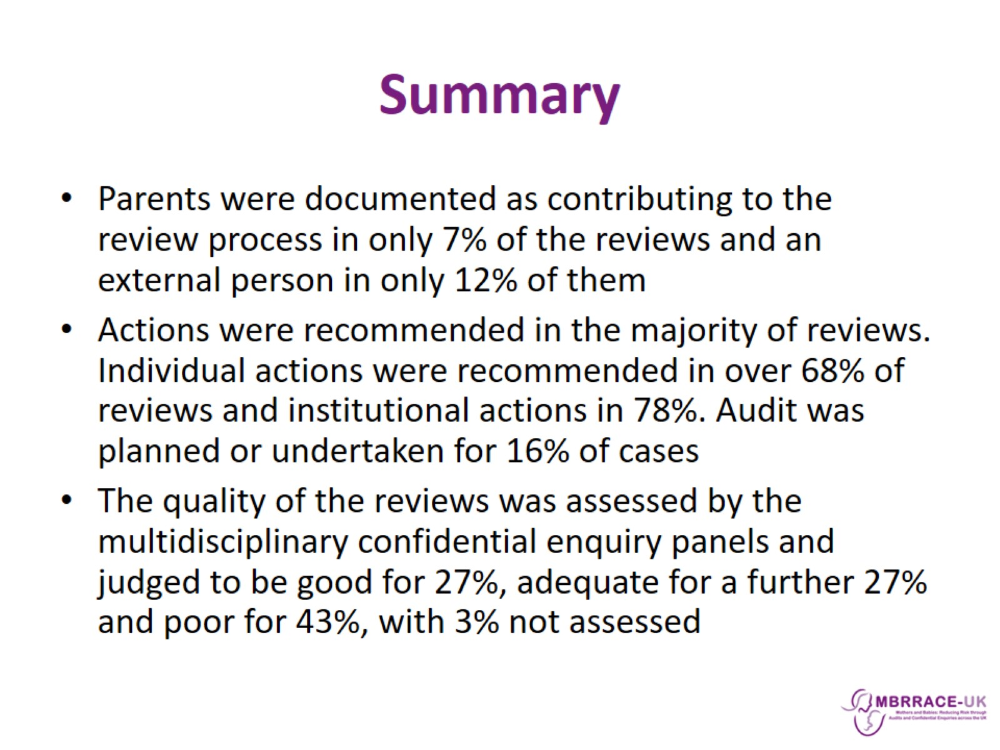 Summary
• Parents were documented as contributing to the
review process in only 7% of the reviews and an
external person in only 12% of them
• Actions were recommended in the majority of reviews.
Individual actions were recommended in over 68% of
reviews and institutional actions in 78%. Audit was
planned or undertaken for 16% of cases
• The quality of the reviews was assessed by the
multidisciplinary confidential enquiry panels and
judged to be good for 27%, adequate for a further 27%
and poor for 43%, with 3% not assessed
MBRRACE-UK
Mothers and Babies: Reducing Risk through
Audits and Confidential Enquiries across the UK